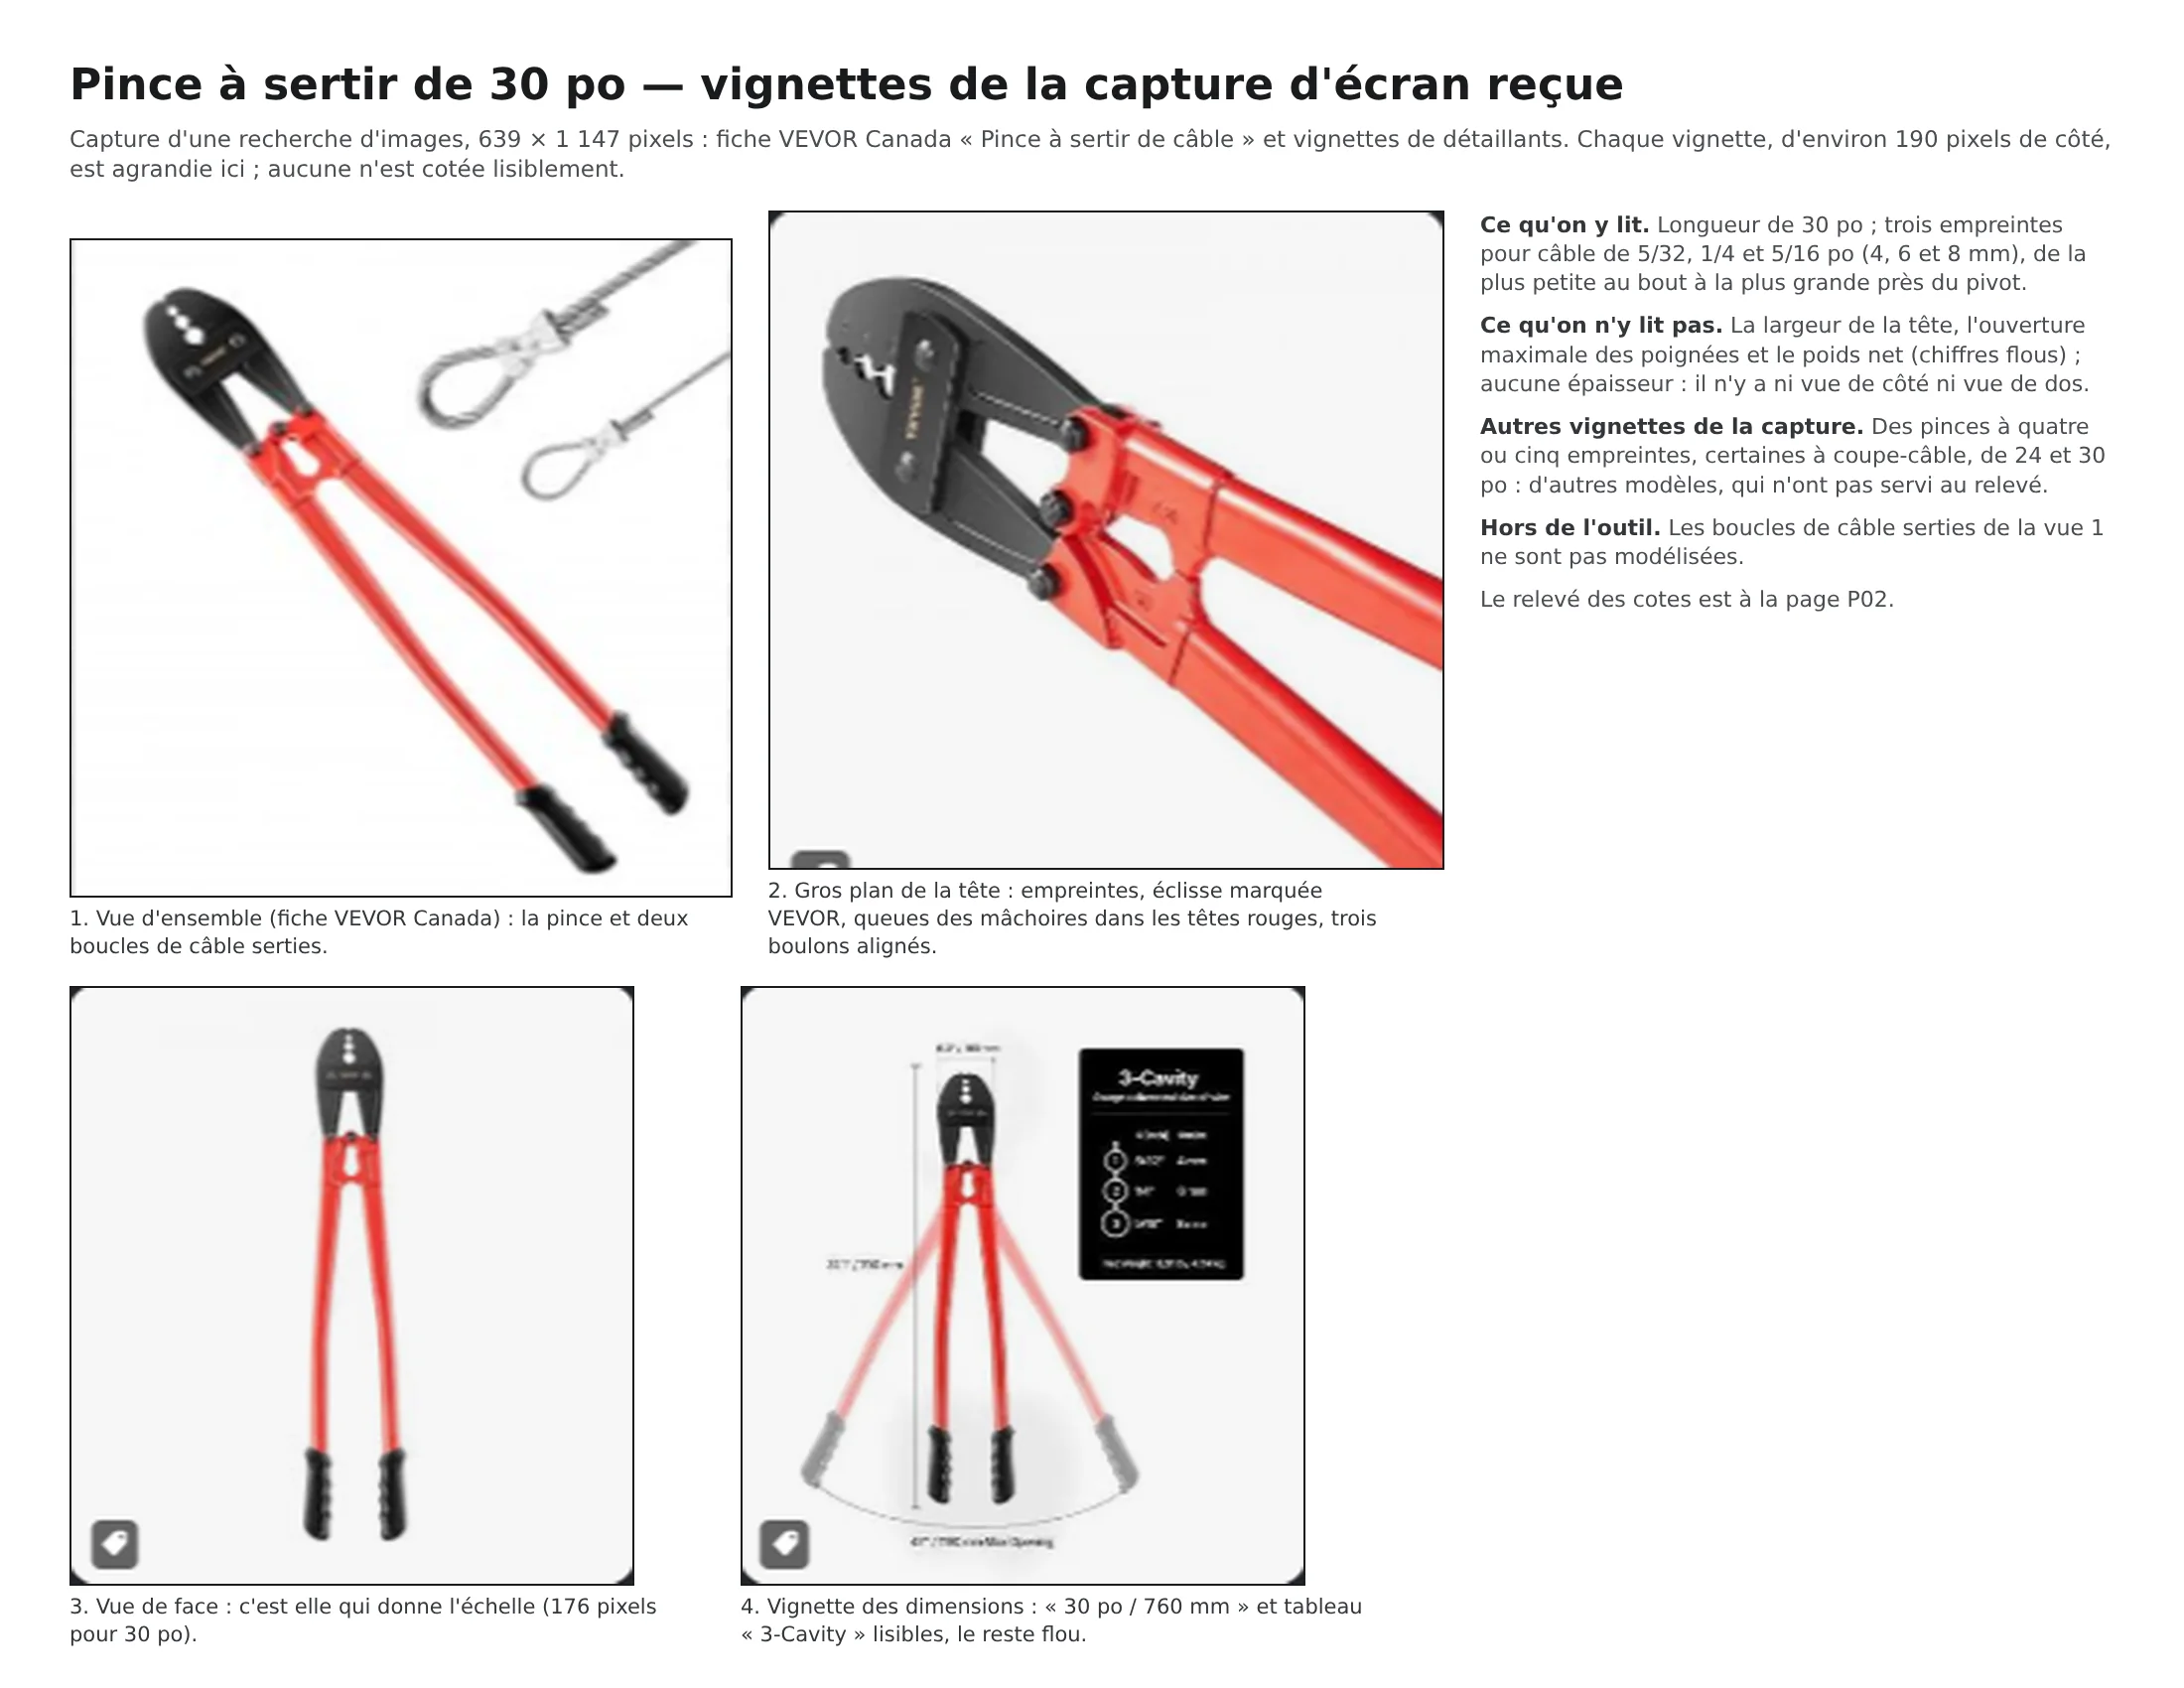 Pince à sertir de 30 po — vignettes de la capture d'écran reçue
Capture d'une recherche d'images, 639 × 1 147 pixels : fiche VEVOR Canada « Pince à sertir de câble » et vignettes de détaillants. Chaque vignette, d'environ 190 pixels de côté,
est agrandie ici ; aucune n'est cotée lisiblement.
Ce qu'on y lit. Longueur de 30 po ; trois empreintes
pour câble de 5/32, 1/4 et 5/16 po (4, 6 et 8 mm), de la
plus petite au bout à la plus grande près du pivot.
Ce qu'on n'y lit pas. La largeur de la tête, l'ouverture
maximale des poignées et le poids net (chiffres flous) ;
aucune épaisseur : il n'y a ni vue de côté ni vue de dos.
Autres vignettes de la capture. Des pinces à quatre
ou cinq empreintes, certaines à coupe-câble, de 24 et 30
po : d'autres modèles, qui n'ont pas servi au relevé.
Hors de l'outil. Les boucles de câble serties de la vue 1
ne sont pas modélisées.
Le relevé des cotes est à la page P02.
VEVOR
1. Vue d'ensemble (fiche VEVOR Canada) : la pince et deux
boucles de câble serties.
2. Gros plan de la tête : empreintes, éclisse marquée
VEVOR, queues des mâchoires dans les têtes rouges, trois
boulons alignés.
3-Cavity
1
2
3
Max Opening
3. Vue de face : c'est elle qui donne l'échelle (176 pixels
pour 30 po).
4. Vignette des dimensions : « 30 po / 760 mm » et tableau
« 3-Cavity » lisibles, le reste flou.